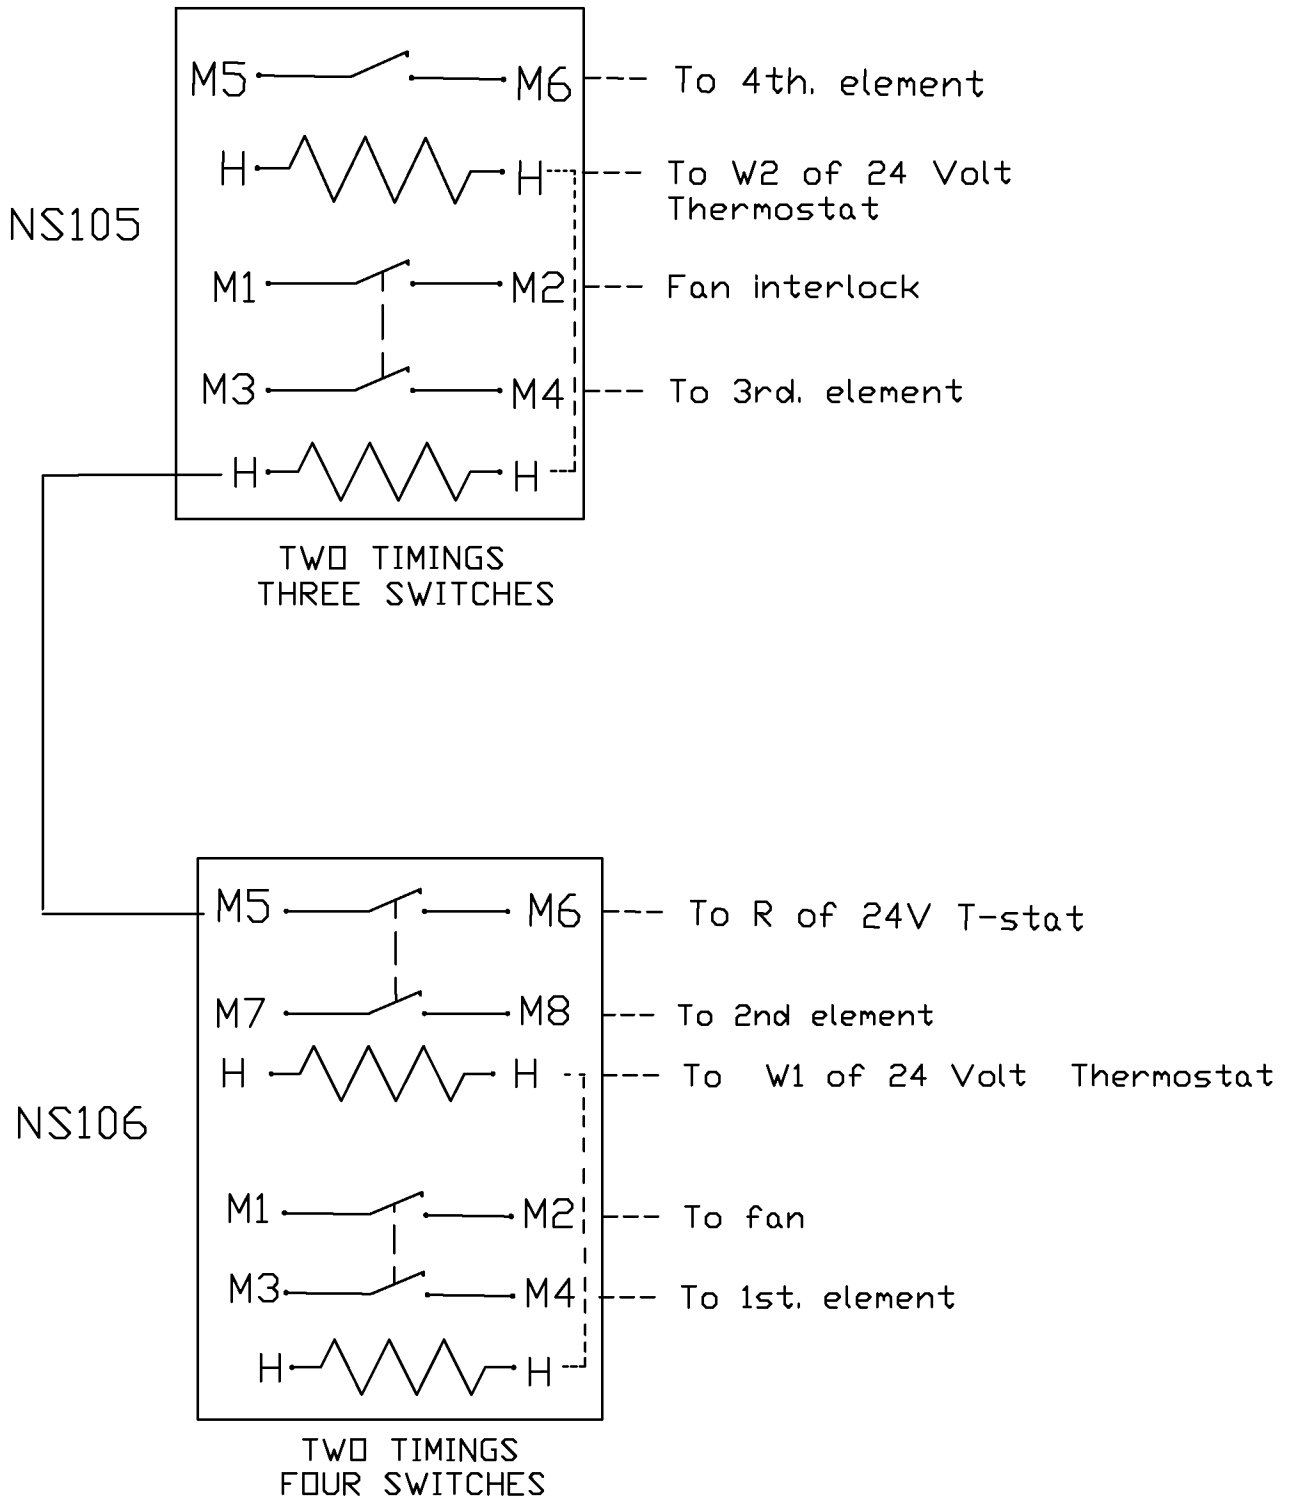 M5 M6 To 4th. element
H H To W2 of 24 Volt
Thermostat
NS105
M1 M2 Fan interlock
M3 M4 To 3rd. element
H H
TWO TIMINGS
THREE SWITCHES
M5 M6 To R of 24V T-stat
M7 M8 To 2nd element
H H To W1 of 24 Volt Thermostat
NS106
M1 M2 To fan
M3 M4 To 1st. element
H H
TWO TIMINGS
FOUR SWITCHES